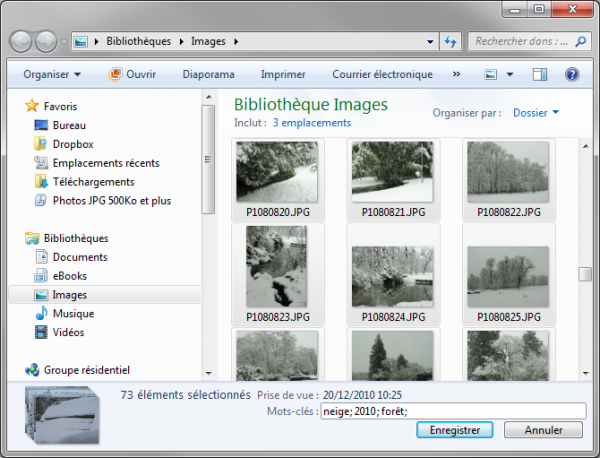 Bibliothèques Images
Rechercher dans : ...
Organiser Ouvrir Diaporama Imprimer Courrier électronique »
Favoris
Bureau
Dropbox
Emplacements récents
Téléchargements
Photos JPG 500Ko et plus
Bibliothèques
Documents
eBooks
Images
Musique
Vidéos
Groupe résidentiel
Bibliothèque Images
Inclut : 3 emplacements
Organiser par : Dossier
P1080820.JPG P1080821.JPG P1080822.JPG
P1080823.JPG P1080824.JPG P1080825.JPG
73 éléments sélectionnés Prise de vue : 20/12/2010 10:25
Mots-clés : neige; 2010; forêt;
Enregistrer Annuler